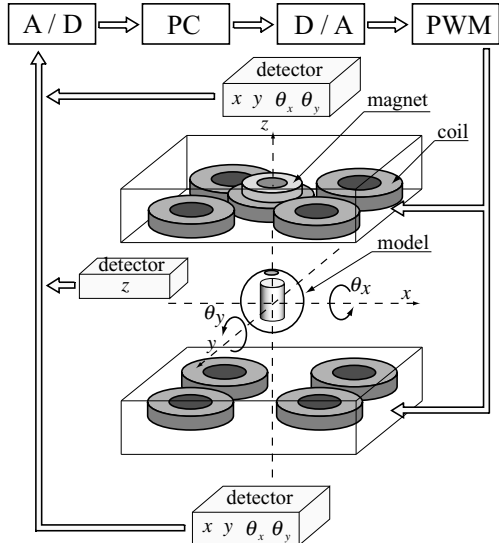 A / D
PC
D / A
PWM
detector
x y θx θy
z
magnet
coil
detector
z
model
θx
x
θy
y
detector
x y θx θy